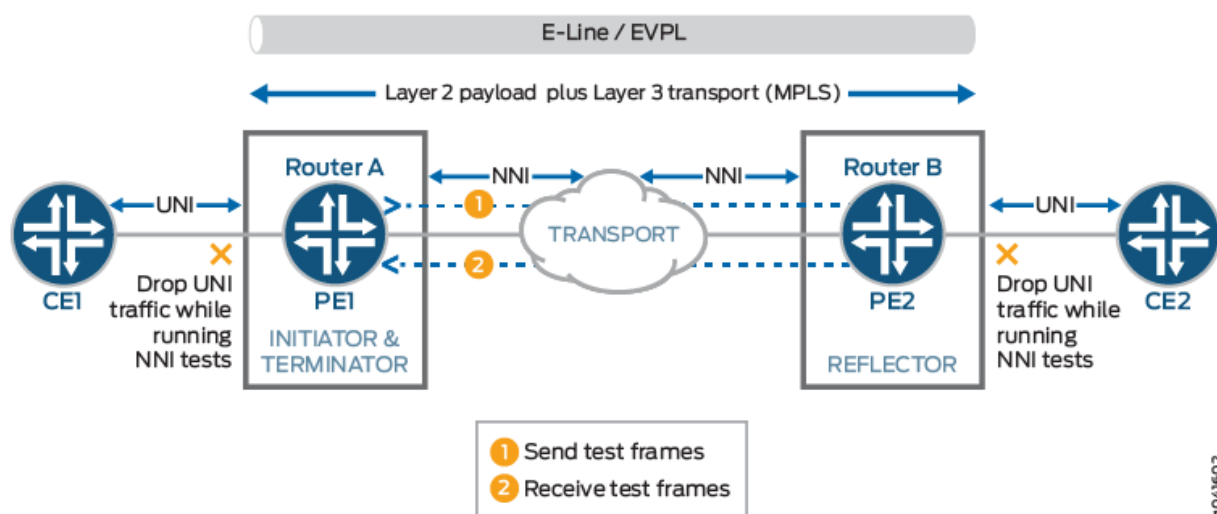 E-Line / EVPL
Layer 2 payload plus Layer 3 transport (MPLS)
Router A
NNI
NNI
Router B
UNI
UNI
1
TRANSPORT
2
CE1
Drop UNI
traffic while
running
NNI tests
PE1
INITIATOR &
TERMINATOR
PE2
REFLECTOR
Drop UNI
traffic while
running
NNI tests
CE2
1 Send test frames
2 Receive test frames